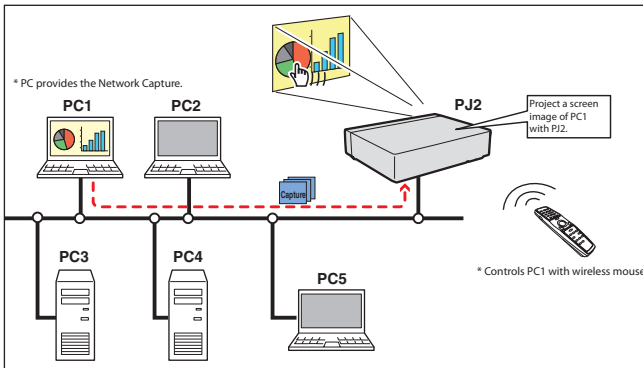 * PC provides the Network Capture.
PC1
PC2
PJ2
Project a screen
image of PC1
with PJ2.
Capture
* Controls PC1 with wireless mouse
PC3
PC4
PC5